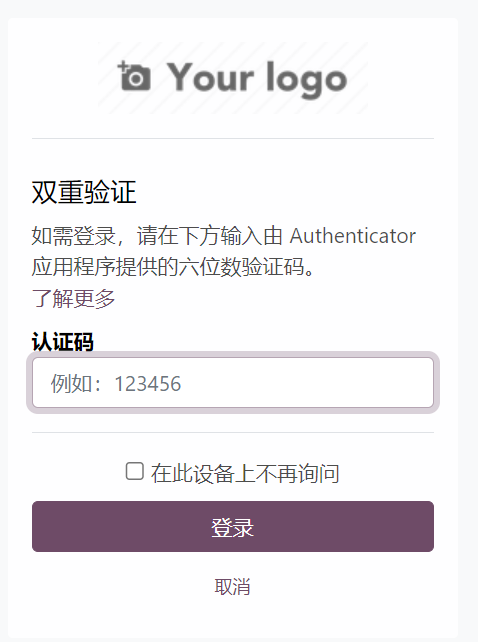 Your logo
双重验证
如需登录，请在下方输入由 Authenticator
应用程序提供的六位数验证码。
了解更多
认证码
例如：123456
在此设备上不再询问
登录
取消